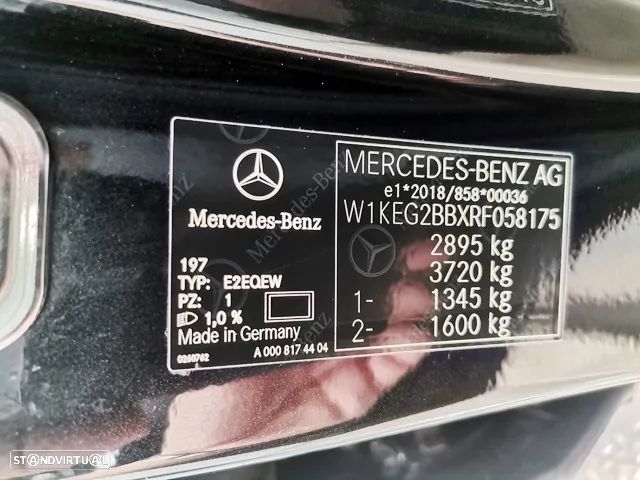 Mercedes-Benz
197
TYP: E2EQEW
PZ: 1
1,0 %
Made in Germany
0260762
A 000 817 44 04
MERCEDES-BENZ AG
e1*2018/858*00036
W1KEG2BBXRF058175
2895 kg
3720 kg
1- 1345 kg
2- 1600 kg
STANDVIRTUAL